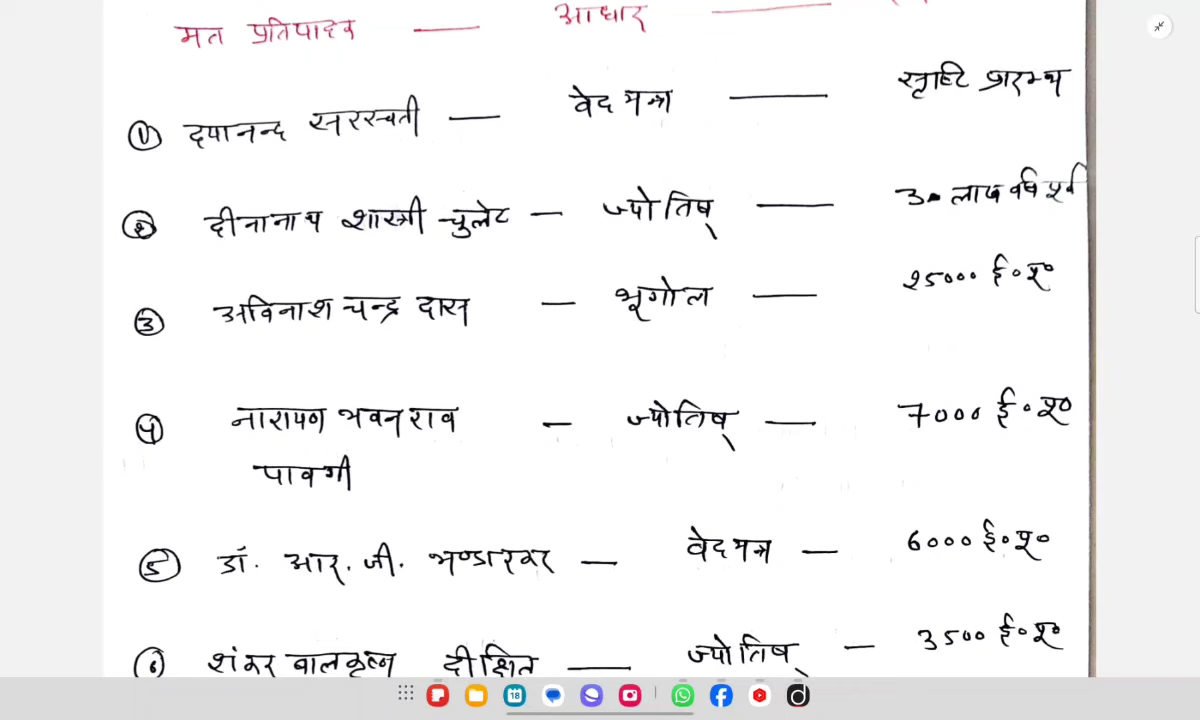 मत प्रतिपादक — आधार —
① दयानन्द सरस्वती — वेद मन्त्र — सृष्टि प्रारम्भ
② दीनानाथ शास्त्री चुलेट — ज्योतिष् — 3० लाख वर्ष पूर्व
③ अविनाश चन्द्र दास — भूगोल — 25000 ई०पू०
④ नारायण भवनराव — ज्योतिष् — 7000 ई०पू०
पावगी
⑤ डॉ. आर. जी. भण्डारकर — वेदमन्त्र — 6000 ई०पू०
⑥ शंकर बालकृष्ण दीक्षित — ज्योतिष् — 3500 ई०पू०
18